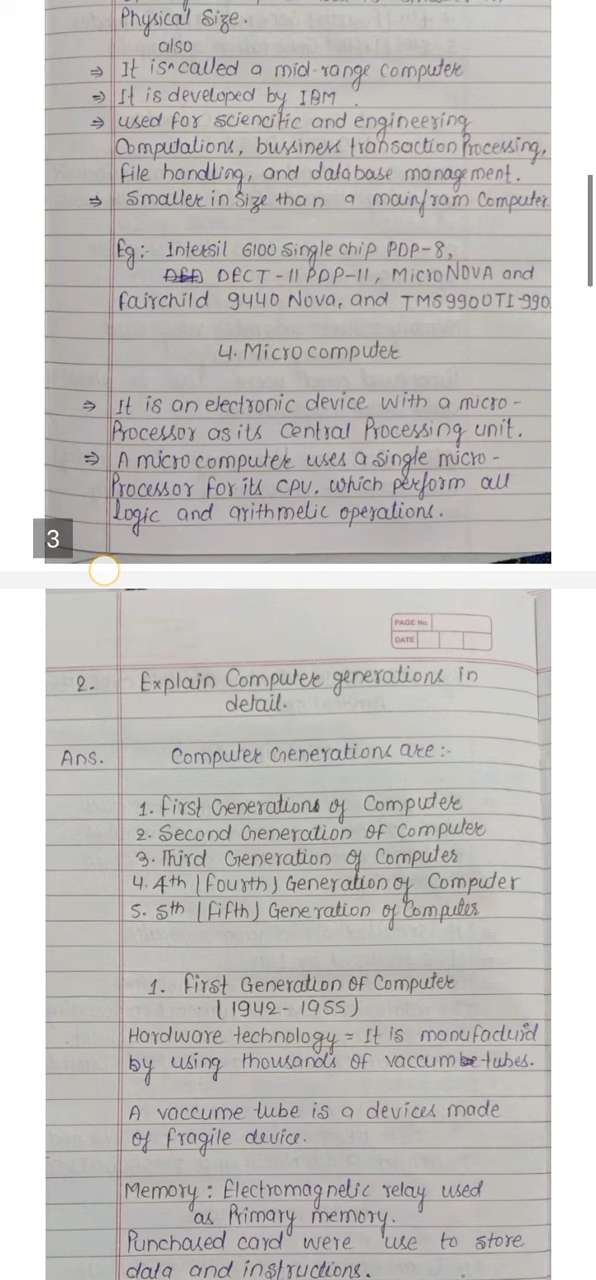 Physical Size.
also
⇒ It is ^ called a mid-range computer
⇒ It is developed by IBM .
⇒ used for sciencitic and engineering
Computations, bussiness transaction Processing,
file handling, and database management.
⇒ Smaller in Size than a mainfram Computer.
Eg:- Intersil 6100 Single chip PDP-8,
DECT-11 PDP-11, MicroNOVA and
fairchild 9440 Nova, and TMS9900TI-990.
4. Microcomputer
⇒ It is an electronic device with a micro-
Processor as its Central Processing unit.
⇒ A microcomputer uses a single micro-
Processor for its CPU, which perform all
Logic and arithmelic operations.
3
PAGE No.
DATE
2. Explain Computer generations in
detail.
Ans. Computer Generations are:-
1. First Generations of Computer
2. Second Generation OF Computer
3. Third Generation of Computer
4. 4th (fourth) Generation of Computer
5. 5th (Fifth) Generation of Computer
1. First Generation OF Computer
(1942-1955)
Hardware technology = It is manufacturd
by using thousands OF vaccum tubes.
A vaccume tube is a devices made
of fragile device.
Memory : Electromagnetic relay used
as Primary memory.
Punchased card were use to store
data and instructions.